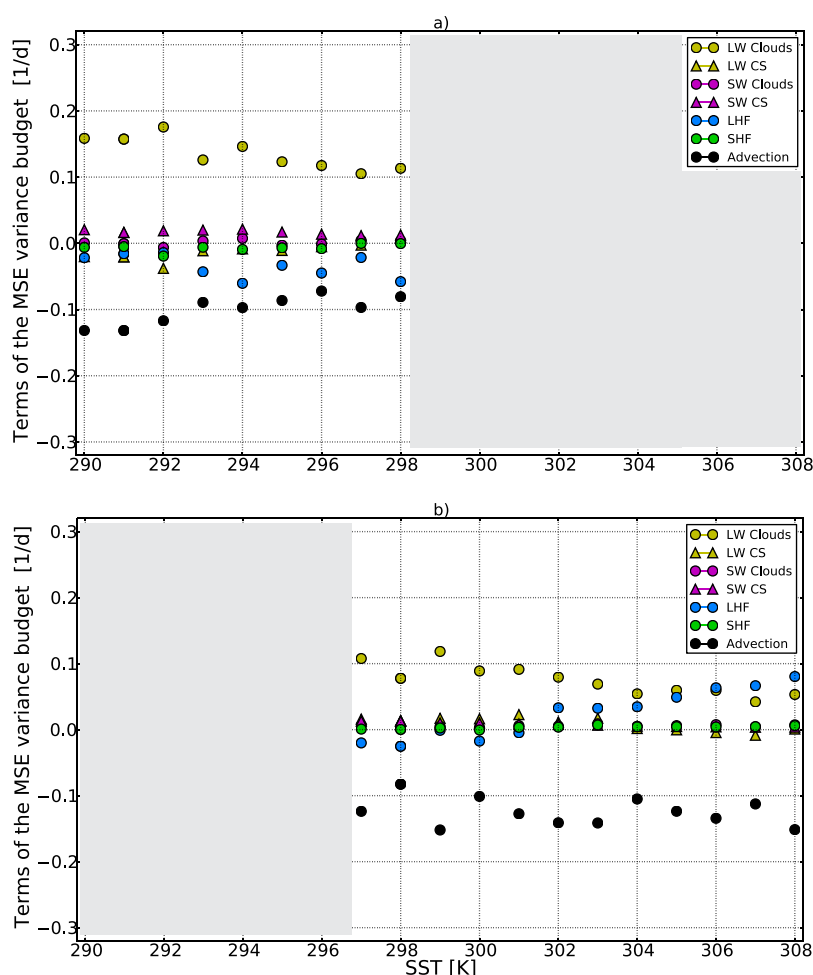 a)
Terms of the MSE variance budget [1/d]
0.3
0.2
0.1
0.0
−0.1
−0.2
−0.3
290 292 294 296 298 300 302 304 306 308
LW Clouds
LW CS
SW Clouds
SW CS
LHF
SHF
Advection
b)
Terms of the MSE variance budget [1/d]
0.3
0.2
0.1
0.0
−0.1
−0.2
−0.3
290 292 294 296 298 300 302 304 306 308
SST [K]
LW Clouds
LW CS
SW Clouds
SW CS
LHF
SHF
Advection